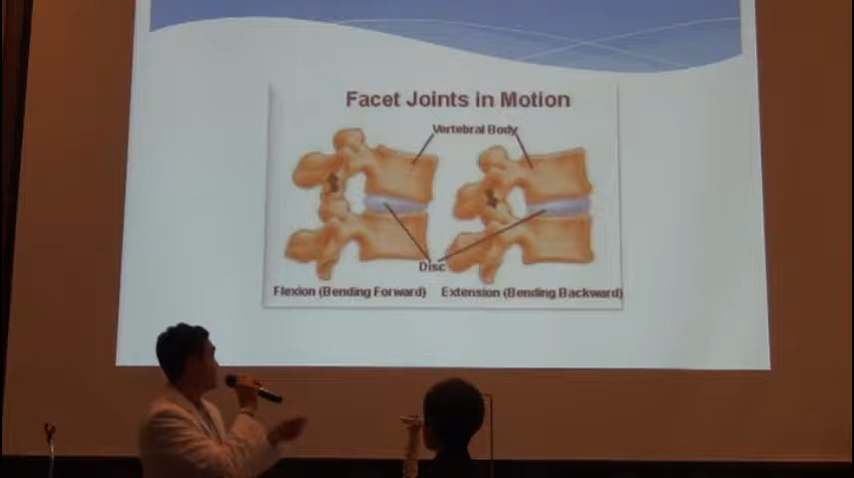 Facet Joints in Motion
Vertebral Body
Disc
Flexion (Bending Forward)
Extension (Bending Backward)